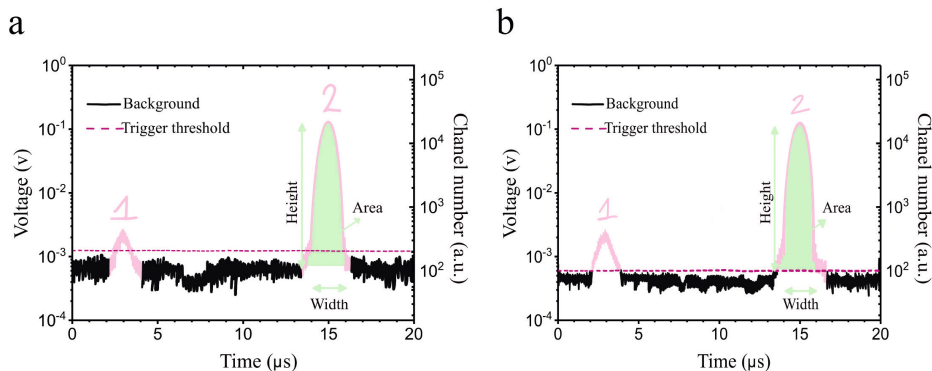 a
10⁰
10⁻¹
10⁻²
10⁻³
10⁻⁴
Voltage (v)
Background
Trigger threshold
1
2
Height
Area
Width
10⁵
10⁴
10³
10²
Chanel number (a.u.)
0 5 10 15 20
Time (µs)
b
10⁰
10⁻¹
10⁻²
10⁻³
10⁻⁴
Voltage (v)
Background
Trigger threshold
1
2
Height
Area
Width
10⁵
10⁴
10³
10²
Chanel number (a.u.)
0 5 10 15 20
Time (µs)